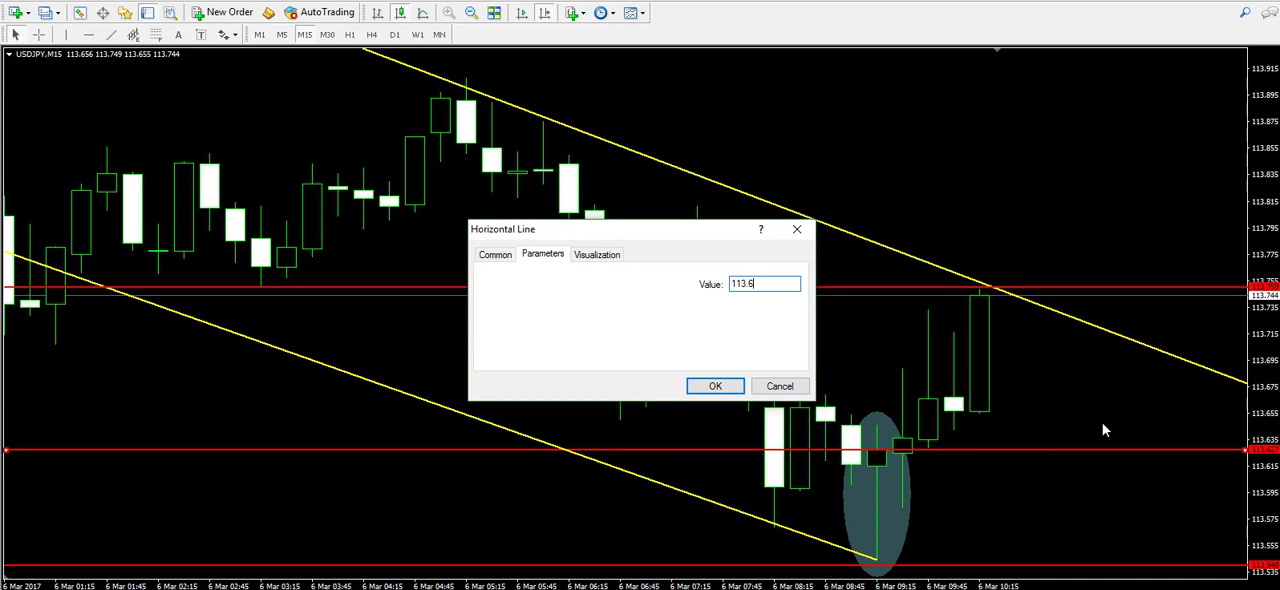 New Order AutoTrading
A T M1 M5 M15 M30 H1 H4 D1 W1 MN
USDJPY,M15 113.656 113.749 113.655 113.744
113.915
113.895
113.875
113.855
113.835
113.815
113.795
113.775
113.755
113.744
113.735
113.715
113.695
113.675
113.655
113.635
113.615
113.595
113.575
113.555
113.535
Horizontal Line ? ×
Common Parameters Visualization
Value: 113.6
OK Cancel
6 Mar 2017 6 Mar 01:15 6 Mar 01:45 6 Mar 02:15 6 Mar 02:45 6 Mar 03:15 6 Mar 03:45 6 Mar 04:15 6 Mar 04:45 6 Mar 05:15 6 Mar 05:45 6 Mar 06:15 6 Mar 06:45 6 Mar 07:15 6 Mar 07:45 6 Mar 08:15 6 Mar 08:45 6 Mar 09:15 6 Mar 09:45 6 Mar 10:15